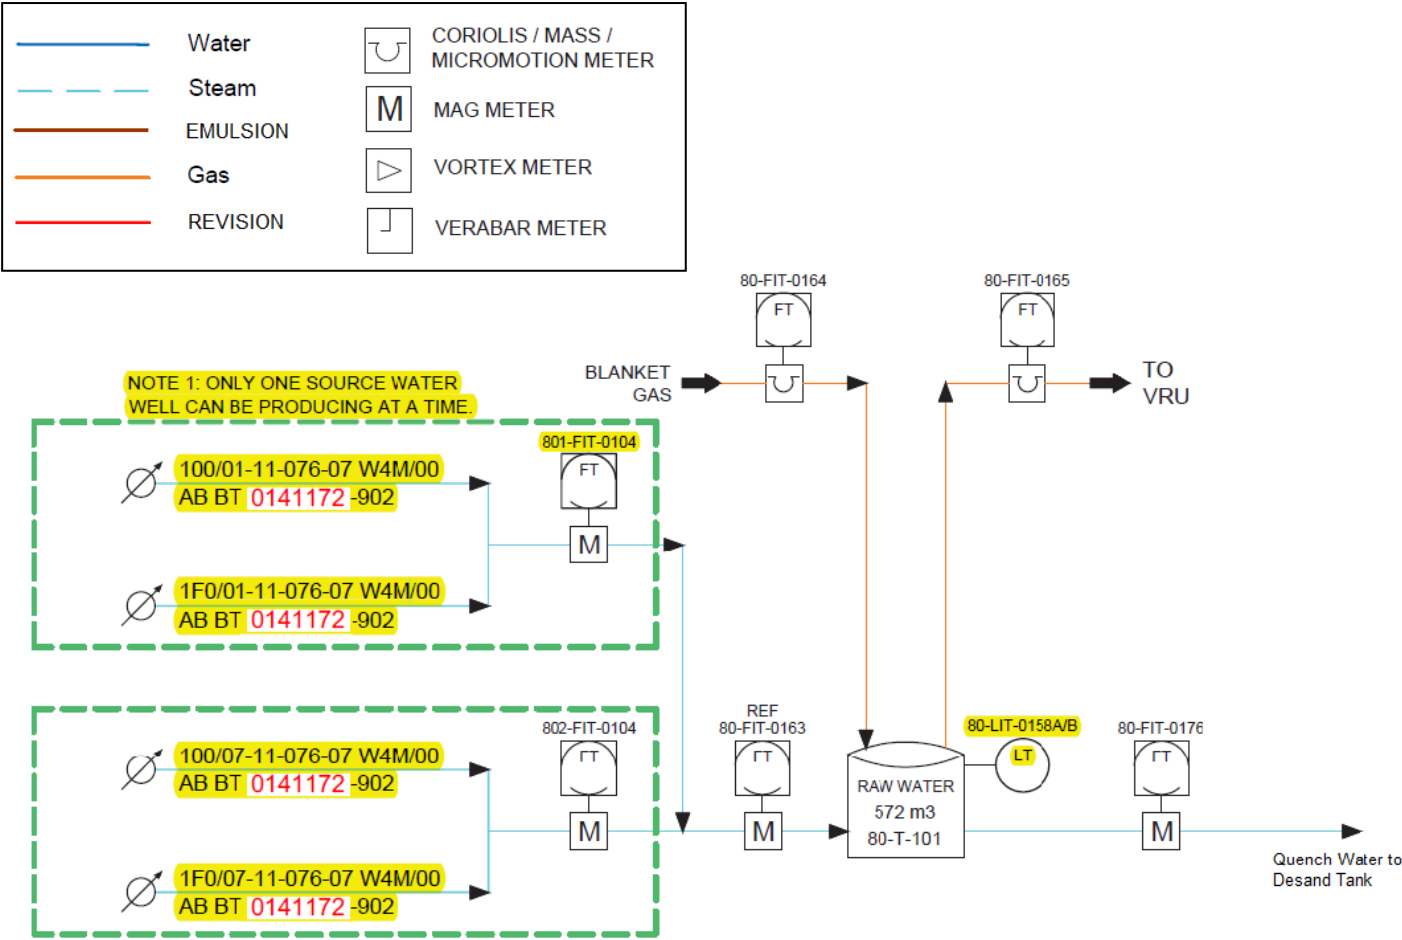 Water
Steam
EMULSION
Gas
REVISION
CORIOLIS / MASS /
MICROMOTION METER
M
MAG METER
VORTEX METER
VERABAR METER
80-FIT-0164
FT
80-FIT-0165
FT
BLANKET
GAS
TO
VRU
NOTE 1: ONLY ONE SOURCE WATER
WELL CAN BE PRODUCING AT A TIME.
801-FIT-0104
FT
M
100/01-11-076-07 W4M/00
AB BT 0141172 -902
1F0/01-11-076-07 W4M/00
AB BT 0141172 -902
802-FIT-0104
FT
M
100/07-11-076-07 W4M/00
AB BT 0141172 -902
1F0/07-11-076-07 W4M/00
AB BT 0141172 -902
REF
80-FIT-0163
FT
M
RAW WATER
572 m3
80-T-101
80-LIT-0158A/B
LT
80-FIT-0176
FT
M
Quench Water to
Desand Tank